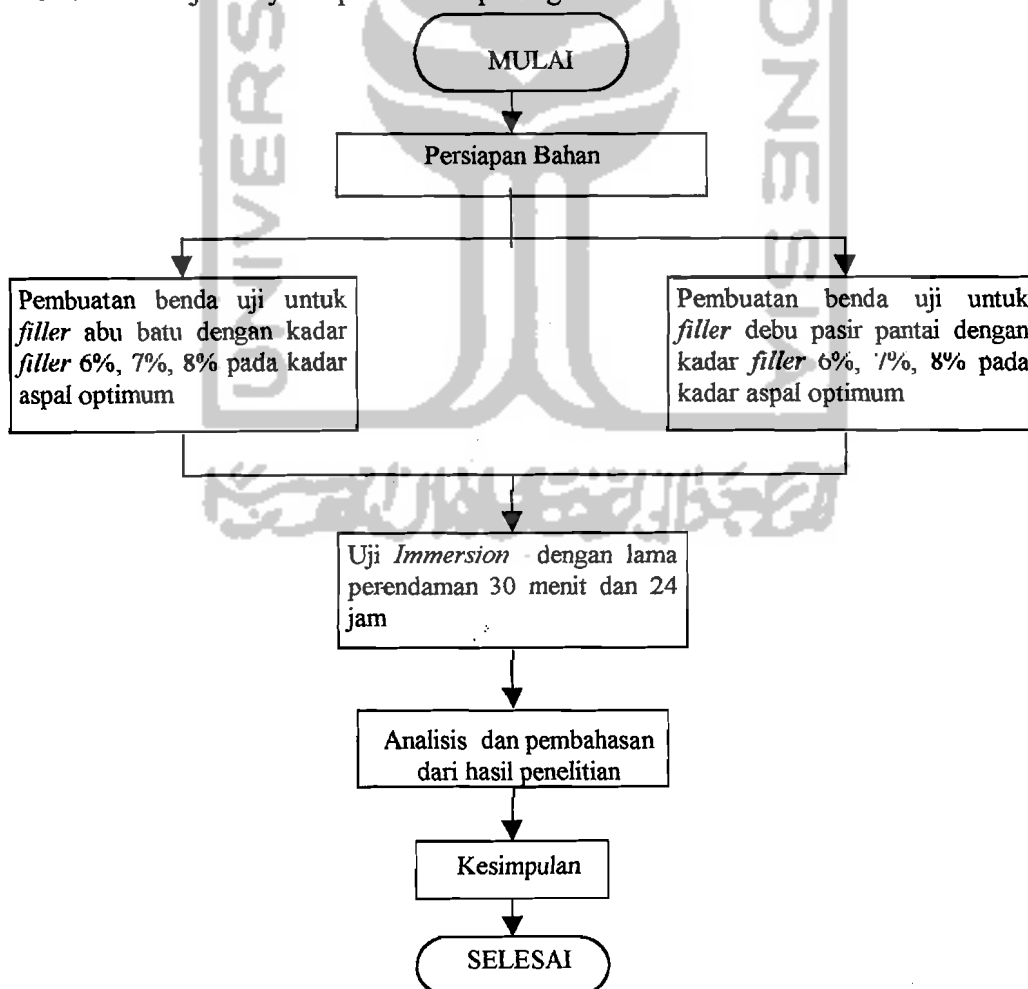 MULAI
Persiapan Bahan
Pembuatan benda uji untuk
filler abu batu dengan kadar
filler 6%, 7%, 8% pada kadar
aspal optimum
Pembuatan benda uji untuk
filler debu pasir pantai dengan
kadar filler 6%, 7%, 8% pada
kadar aspal optimum
Uji Immersion dengan lama
perendaman 30 menit dan 24
jam
Analisis dan pembahasan
dari hasil penelitian
Kesimpulan
SELESAI